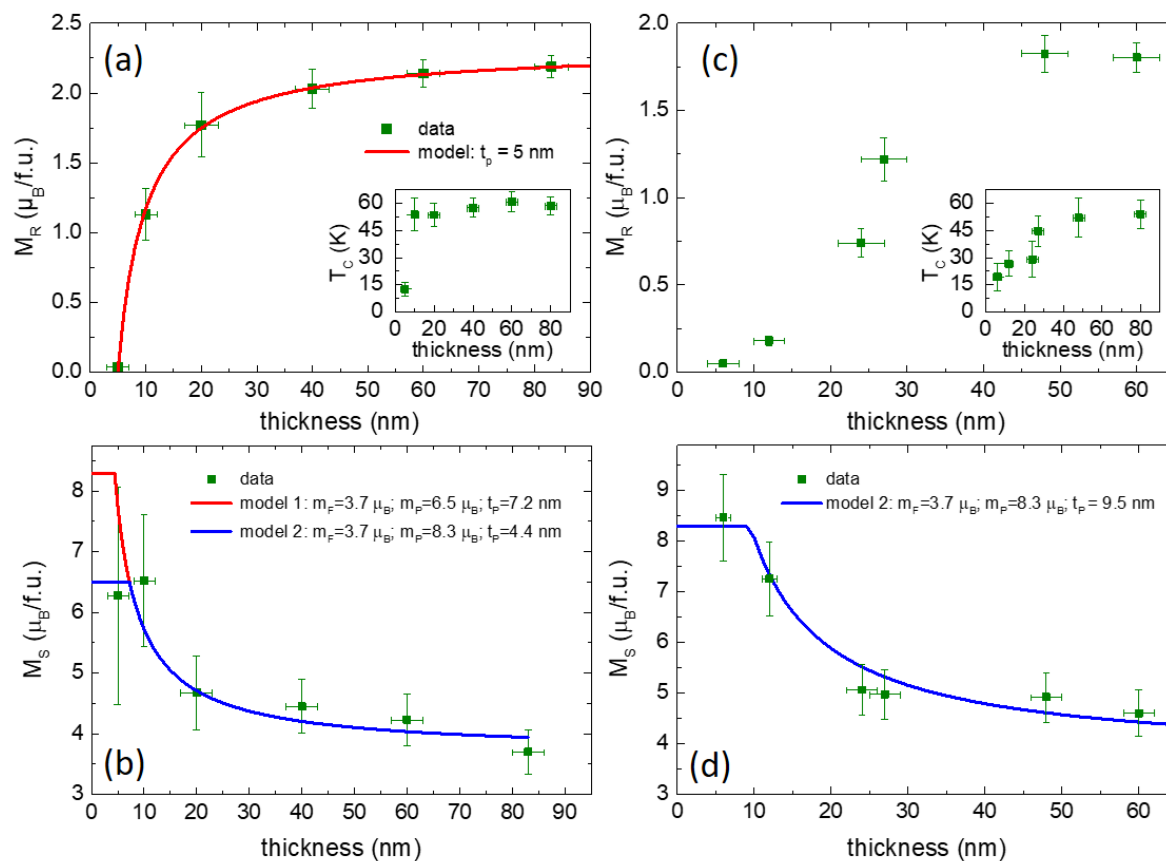 (a)
2.5
2.0
1.5
1.0
0.5
0.0
M_R (μ_B/f.u.)
data
model: t_p = 5 nm
60
45
30
15
0
T_C (K)
0 20 40 60 80
thickness (nm)
0 10 20 30 40 50 60 70 80 90
thickness (nm)
(c)
2.0
1.5
1.0
0.5
0.0
M_R (μ_B/f.u.)
60
45
30
15
0
T_C (K)
0 20 40 60 80
thickness (nm)
0 10 20 30 40 50 60
thickness (nm)
8
7
6
5
4
3
M_S (μ_B/f.u.)
data
model 1: m_F=3.7 μ_B; m_P=6.5 μ_B; t_P=7.2 nm
model 2: m_F=3.7 μ_B; m_P=8.3 μ_B; t_P=4.4 nm
(b)
0 10 20 30 40 50 60 70 80 90
thickness (nm)
9
8
7
6
5
4
3
M_S (μ_B/f.u.)
data
model 2: m_F=3.7 μ_B; m_P=8.3 μ_B; t_P = 9.5 nm
(d)
0 10 20 30 40 50 60
thickness (nm)